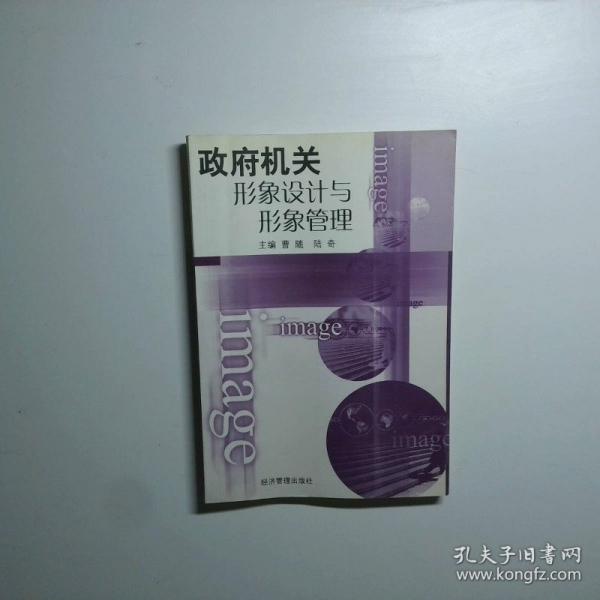 政府机关
形象设计与
形象管理
主编 曹随 陆奇
image
image
image
image
经济管理出版社
孔夫子旧书网
www.kongfz.com